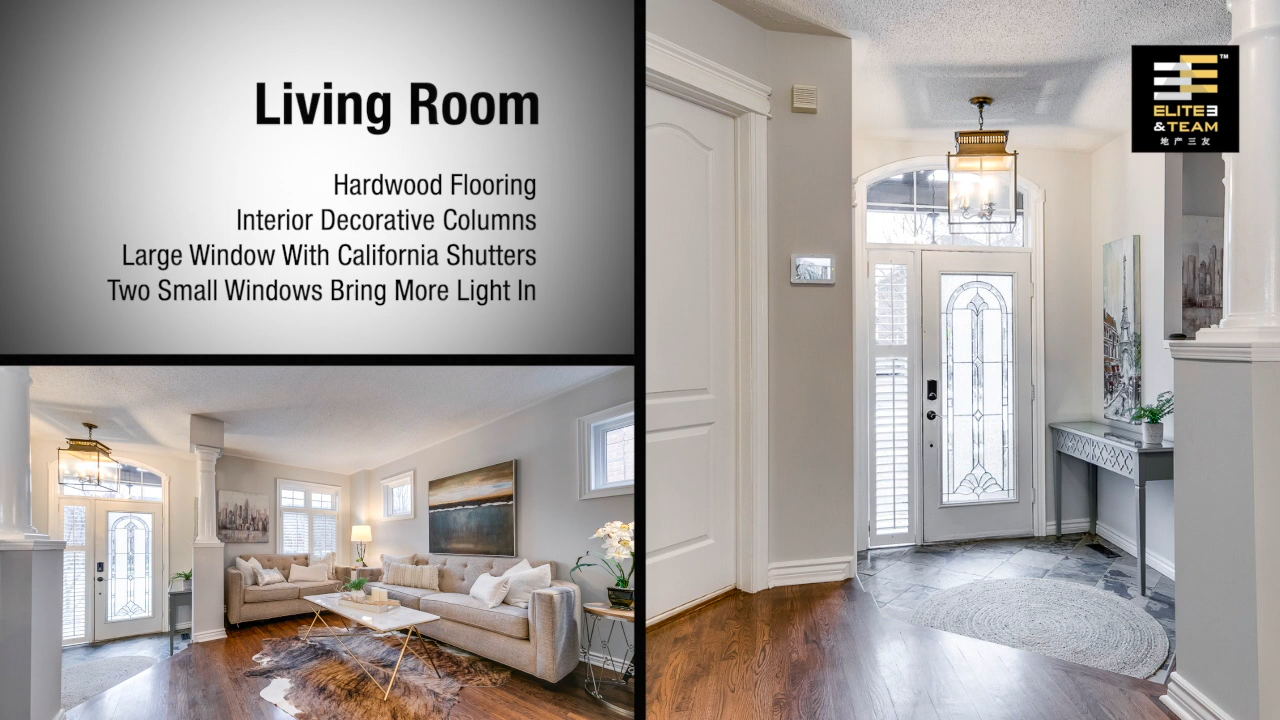 Living Room
Hardwood Flooring
Interior Decorative Columns
Large Window With California Shutters
Two Small Windows Bring More Light In
ELITE3
& TEAM
地产三友
TM